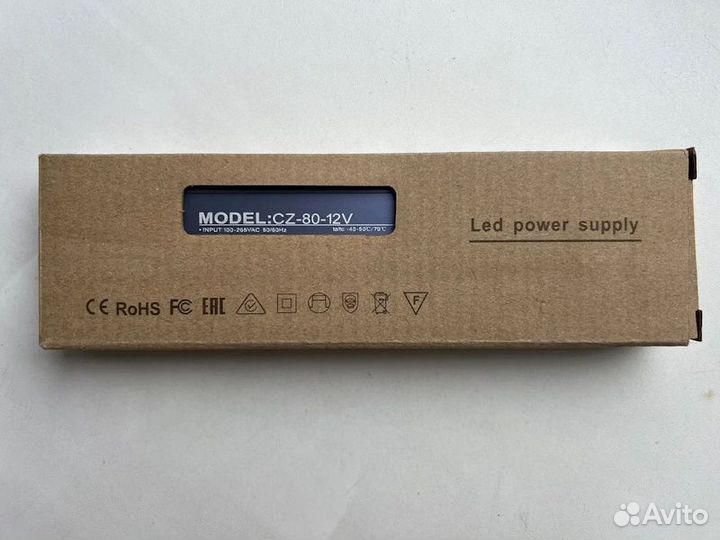 MODEL:CZ-80-12V
• INPUT 100-265VAC 50/60Hz
Led power supply
CE RoHS FC EAC
F
Avito